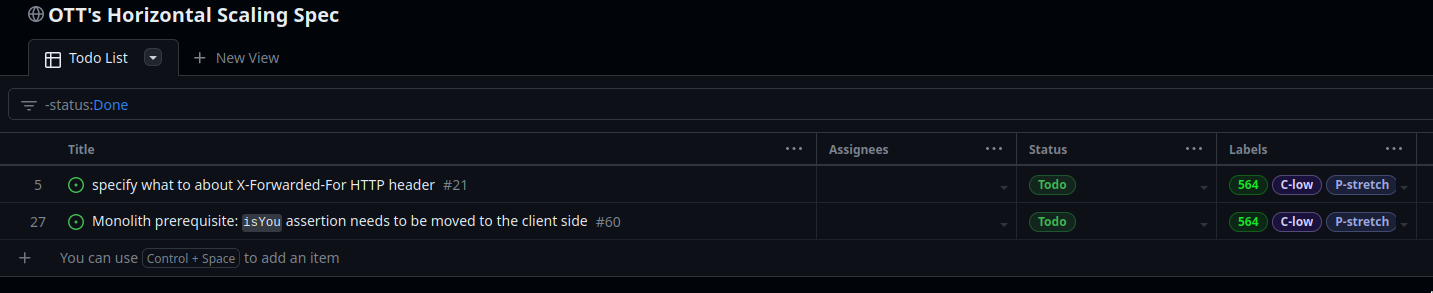 OTT's Horizontal Scaling Spec
Todo List
New View
-status:Done
Title Assignees Status Labels
5 specify what to about X-Forwarded-For HTTP header #21 Todo 564 C-low P-stretch
27 Monolith prerequisite: isYou assertion needs to be moved to the client side #60 Todo 564 C-low P-stretch
You can use Control + Space to add an item